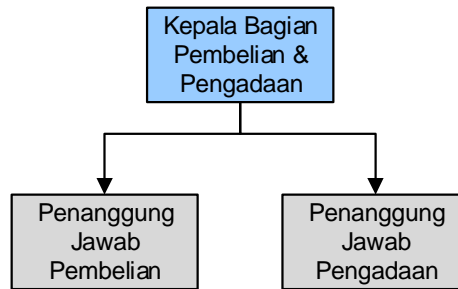 Kepala Bagian
Pembelian &
Pengadaan
Penanggung
Jawab
Pembelian
Penanggung
Jawab
Pengadaan